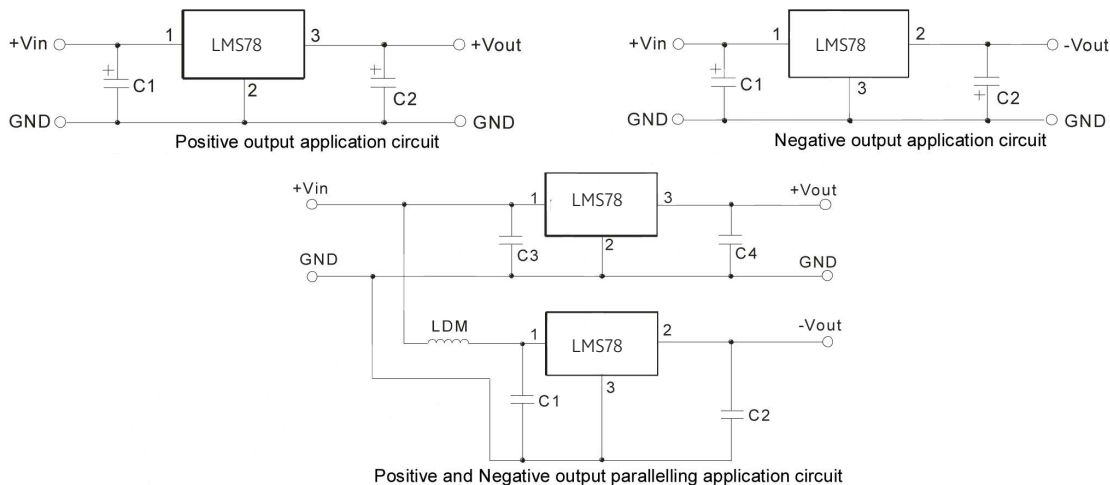 1 LMS78 3
+Vin +Vout
+ C1 2 + C2
GND GND
Positive output application circuit
1 LMS78 2
+Vin -Vout
+ C1 3 + C2
GND GND
Negative output application circuit
+Vin 1 LMS78 3 +Vout
C3 2 C4
GND GND
LDM 1 LMS78 2 -Vout
C1 3 C2
Positive and Negative output parallelling application circuit